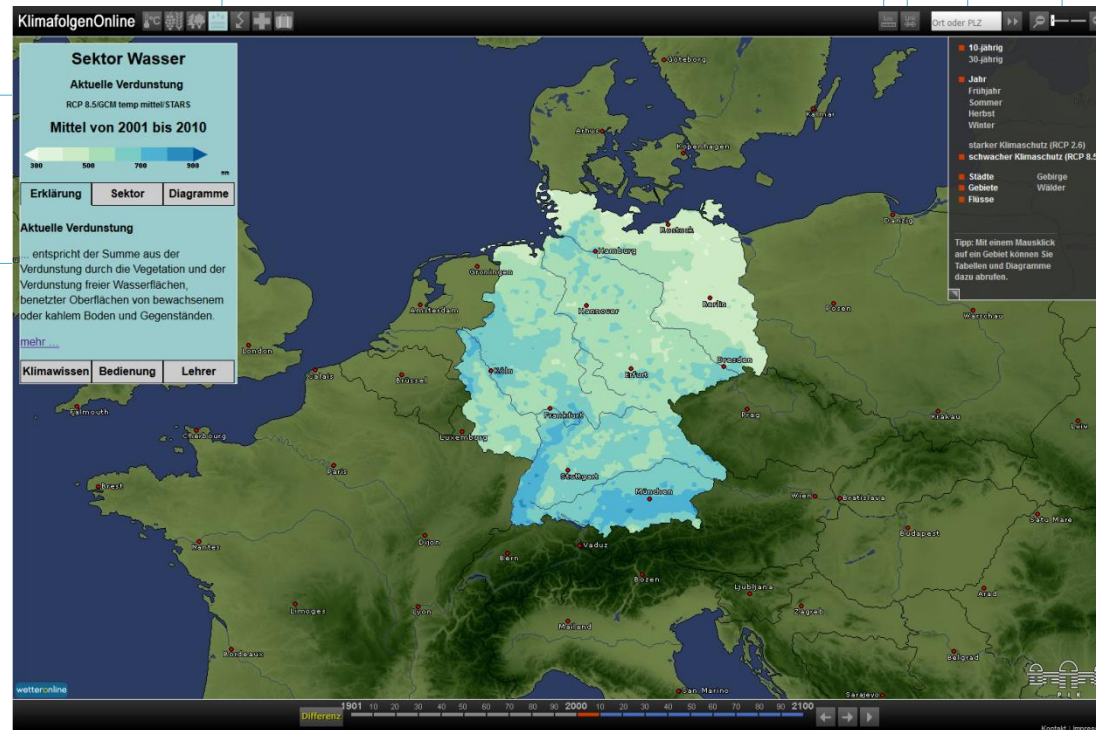 KlimafolgenOnline
°C
Ort oder PLZ
Sektor Wasser
Aktuelle Verdunstung
RCP 8.5/GCM temp mittel/STARS
Mittel von 2001 bis 2010
300 500 700 900
mm
Erklärung Sektor Diagramme
Aktuelle Verdunstung
... entspricht der Summe aus der
Verdunstung durch die Vegetation und der
Verdunstung freier Wasserflächen,
benetzter Oberflächen von bewachsenem
oder kahlem Boden und Gegenständen.
mehr ...
Klimawissen Bedienung Lehrer
10-jährig
30-jährig
Jahr
Frühjahr
Sommer
Herbst
Winter
starker Klimaschutz (RCP 2.6)
schwacher Klimaschutz (RCP 8.5
Städte Gebirge
Gebiete Wälder
Flüsse
Tipp: Mit einem Mausklick
auf ein Gebiet können Sie
Tabellen und Diagramme
dazu abrufen.
Göteborg
Kalmar
Århus
Kopenhagen
Danzig
Rostock
Hamburg
Groningen
Berlin
Amsterdam
Hannover
Posen
Warschau
London
Calais
Brüssel
Köln
Erfurt
Dresden
Falmouth
Cherbourg
Luxemburg
Frankfurt
Prag
Krakau
Lviv
Paris
Brest
Stuttgart
München
Wien
Bratislava
Satu Mare
Nantes
Dijon
Bern
Vaduz
Budapest
Bozen
Ljubljana
Arad
Limoges
Lyon
Zagreb
Mailand
Bordeaux
Belgrad
San Marino
Sarajevo
wetteronline
P I K
Differenz
1901 10 20 30 40 50 60 70 80 90 2000 10 20 30 40 50 60 70 80 90 2100
Kontakt | Impres